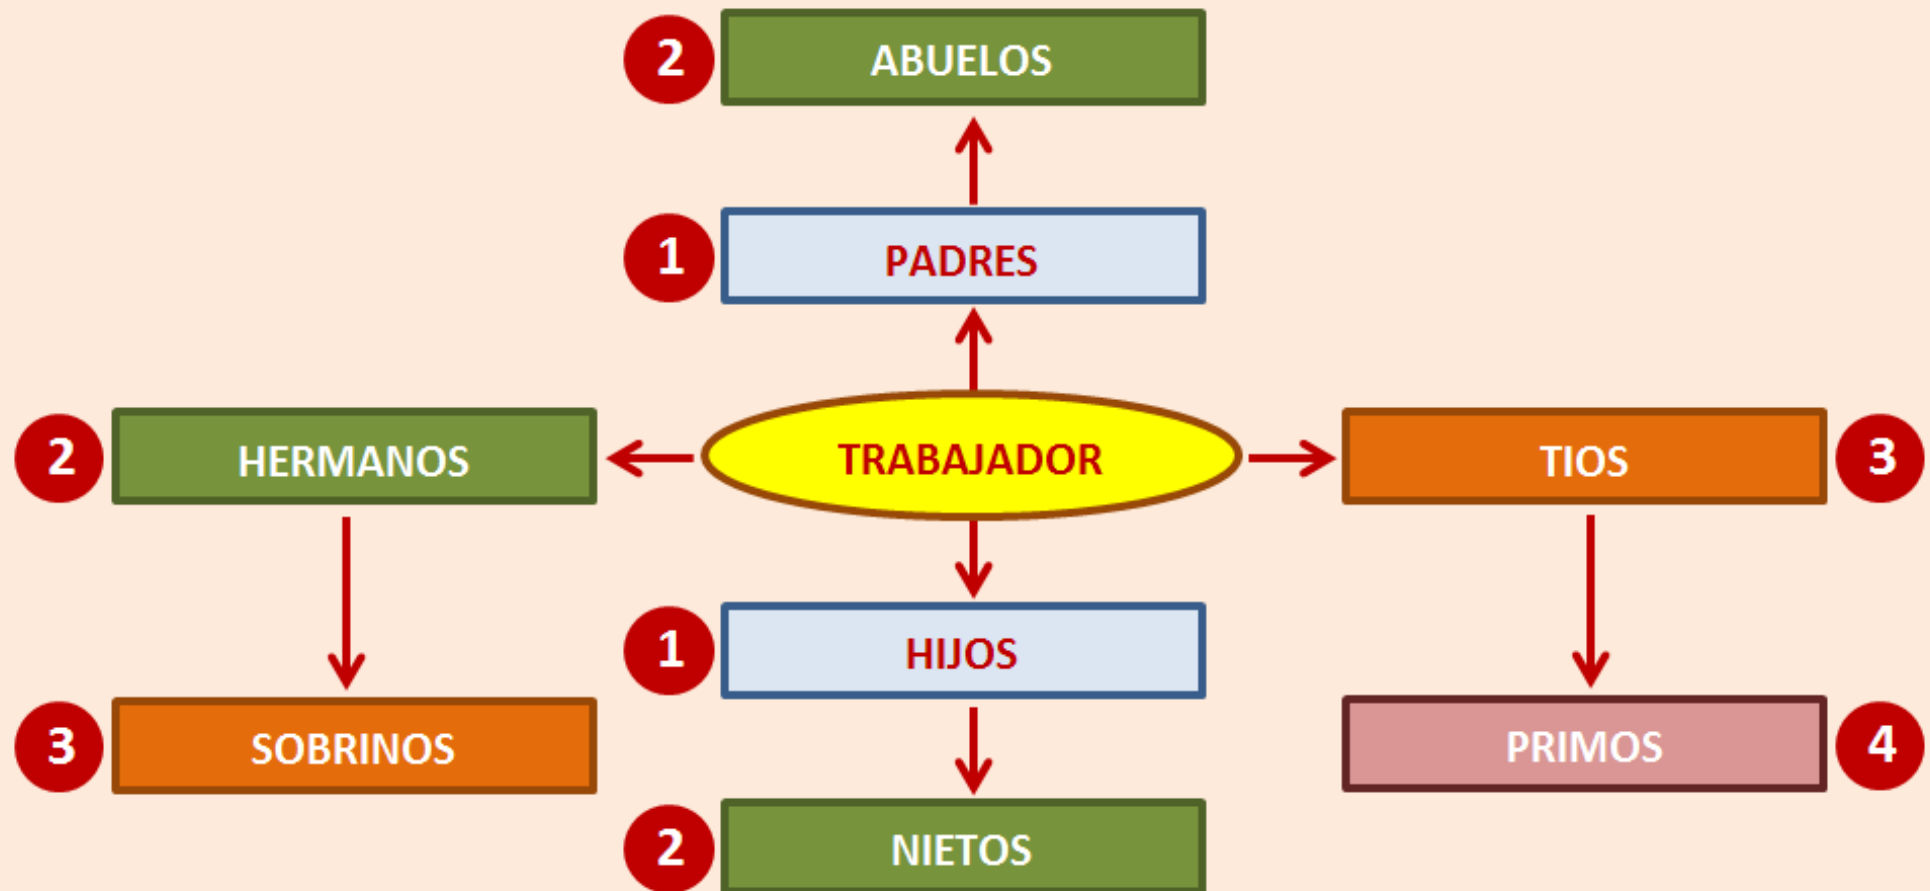 2 ABUELOS
1 PADRES
2 HERMANOS
TRABAJADOR
TIOS 3
1 HIJOS
3 SOBRINOS
PRIMOS 4
2 NIETOS